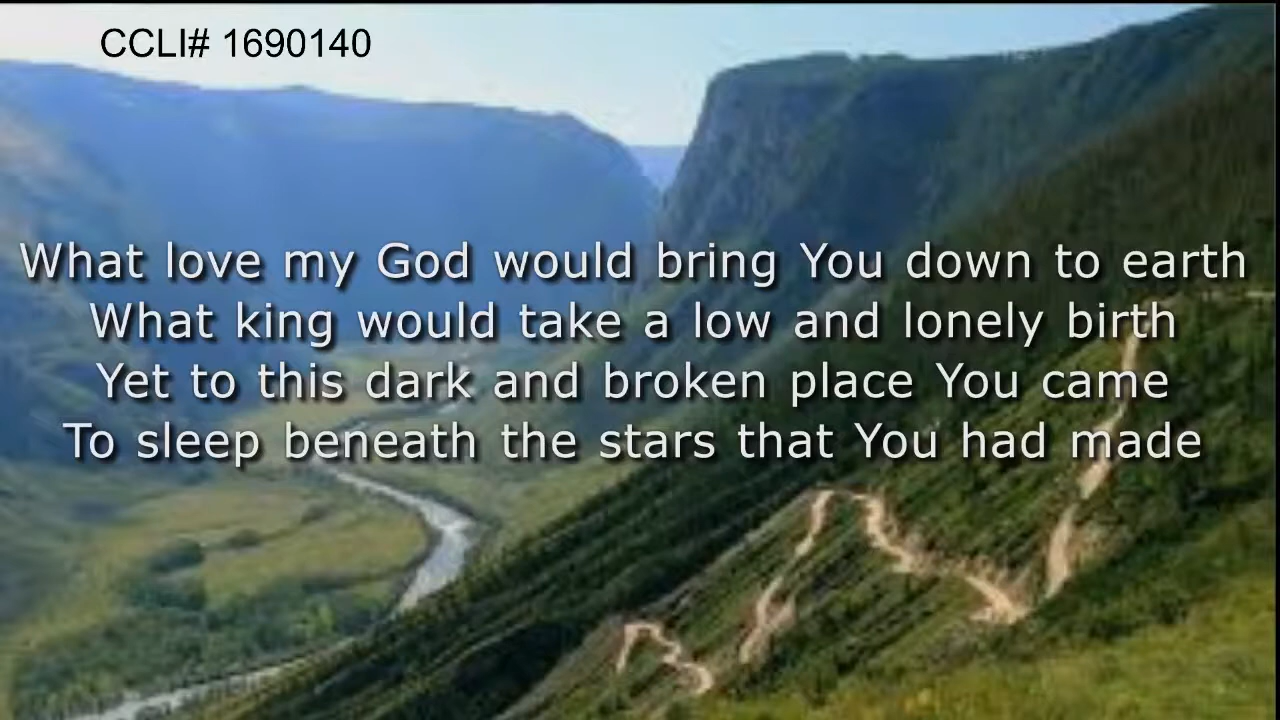 CCLI# 1690140
What love my God would bring You down to earth
What king would take a low and lonely birth
Yet to this dark and broken place You came
To sleep beneath the stars that You had made